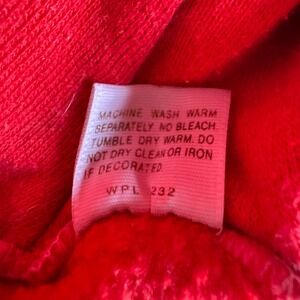 MACHINE WASH WARM
SEPARATELY. NO BLEACH.
TUMBLE DRY WARM. DO
NOT DRY CLEAN OR IRON
IF DECORATED.
WPL 232